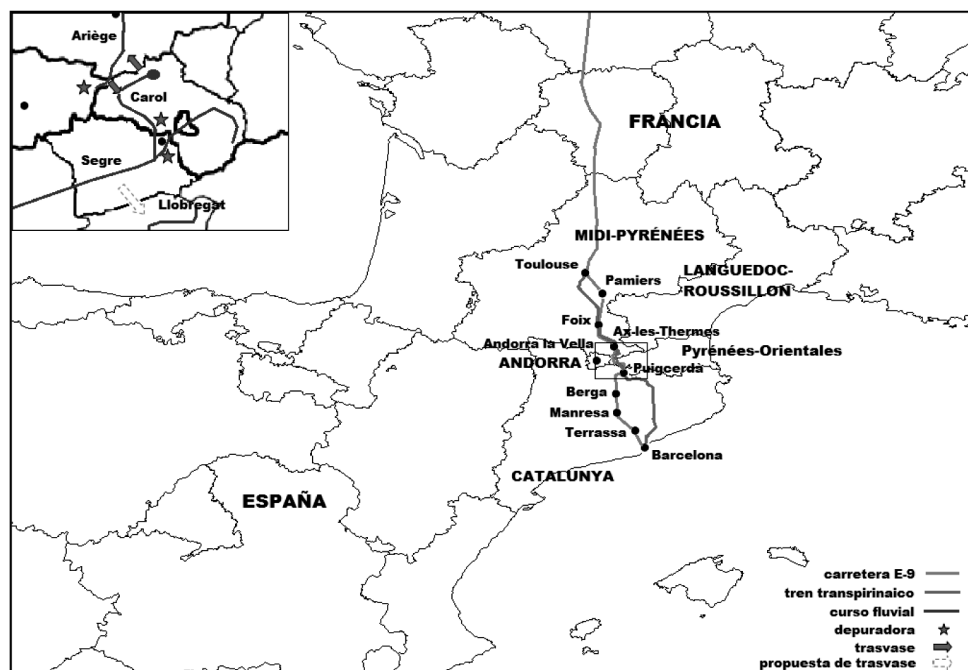 Ariège
Carol
Segre
Llobregat
FRANCIA
MIDI-PYRÉNÉES
Toulouse
LANGUEDOC-
ROUSSILLON
Pamiers
Foix
Ax-les-Thermes
Andorra la Vella
Pyrénées-Orientales
ANDORRA
Puigcerdà
Berga
Manresa
Terrassa
Barcelona
CATALUNYA
ESPAÑA
carretera E-9
tren transpirinaico
curso fluvial
depuradora
trasvase
propuesta de trasvase